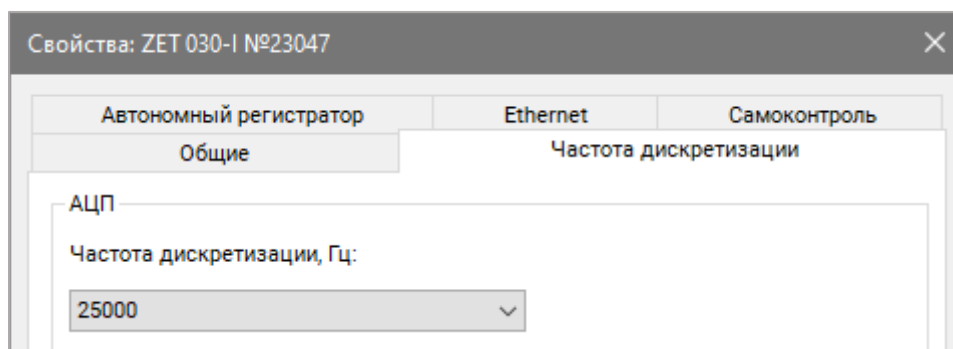 Свойства: ZET 030-I №23047
Автономный регистратор Ethernet Самоконтроль
Общие Частота дискретизации
АЦП
Частота дискретизации, Гц:
25000